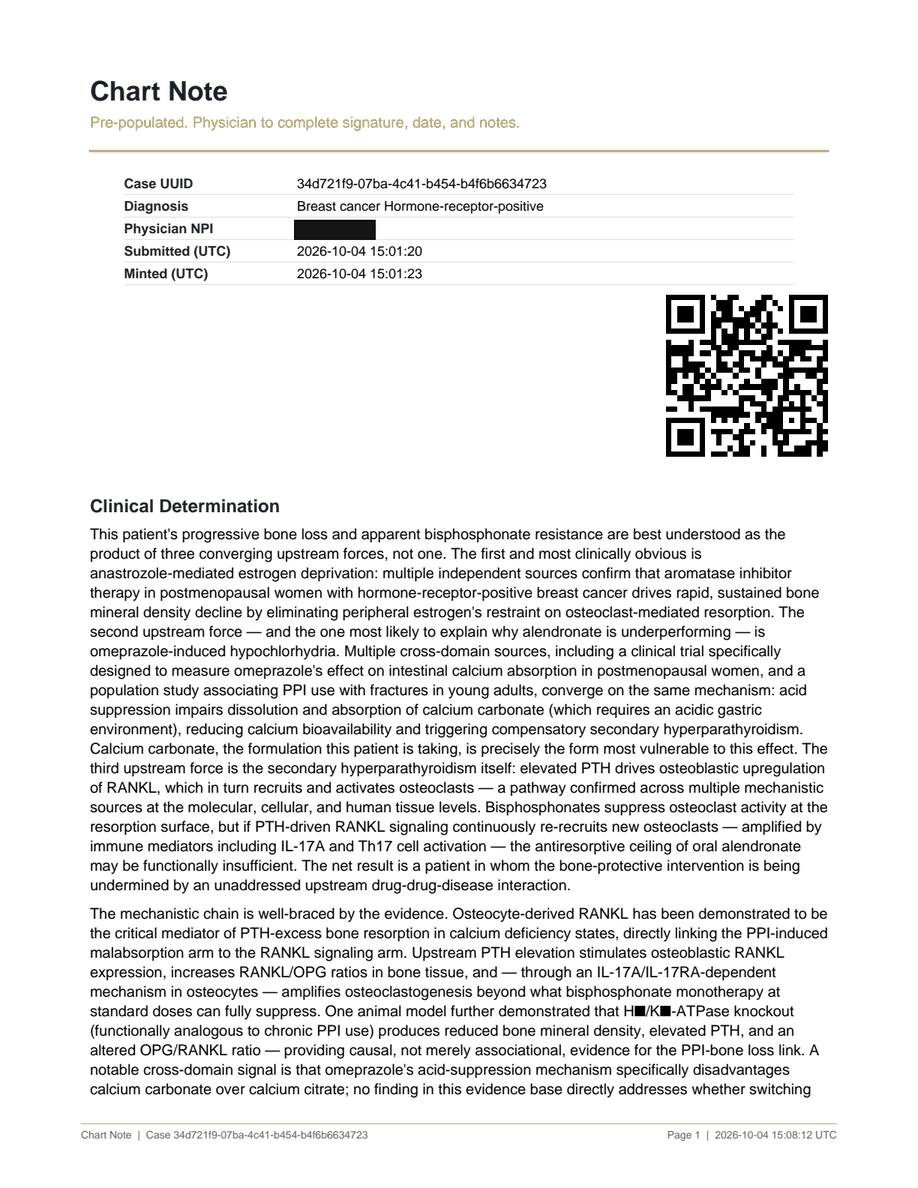 Chart Note
Pre-populated. Physician to complete signature, date, and notes.
Case UUID 34d721f9-07ba-4c41-b454-b4f6b6634723
Diagnosis Breast cancer Hormone-receptor-positive
Physician NPI
Submitted (UTC) 2026-10-04 15:01:20
Minted (UTC) 2026-10-04 15:01:23
Clinical Determination
This patient's progressive bone loss and apparent bisphosphonate resistance are best understood as the
product of three converging upstream forces, not one. The first and most clinically obvious is
anastrozole-mediated estrogen deprivation: multiple independent sources confirm that aromatase inhibitor
therapy in postmenopausal women with hormone-receptor-positive breast cancer drives rapid, sustained bone
mineral density decline by eliminating peripheral estrogen's restraint on osteoclast-mediated resorption. The
second upstream force — and the one most likely to explain why alendronate is underperforming — is
omeprazole-induced hypochlorhydria. Multiple cross-domain sources, including a clinical trial specifically
designed to measure omeprazole's effect on intestinal calcium absorption in postmenopausal women, and a
population study associating PPI use with fractures in young adults, converge on the same mechanism: acid
suppression impairs dissolution and absorption of calcium carbonate (which requires an acidic gastric
environment), reducing calcium bioavailability and triggering compensatory secondary hyperparathyroidism.
Calcium carbonate, the formulation this patient is taking, is precisely the form most vulnerable to this effect. The
third upstream force is the secondary hyperparathyroidism itself: elevated PTH drives osteoblastic upregulation
of RANKL, which in turn recruits and activates osteoclasts — a pathway confirmed across multiple mechanistic
sources at the molecular, cellular, and human tissue levels. Bisphosphonates suppress osteoclast activity at the
resorption surface, but if PTH-driven RANKL signaling continuously re-recruits new osteoclasts — amplified by
immune mediators including IL-17A and Th17 cell activation — the antiresorptive ceiling of oral alendronate
may be functionally insufficient. The net result is a patient in whom the bone-protective intervention is being
undermined by an unaddressed upstream drug-drug-disease interaction.
The mechanistic chain is well-braced by the evidence. Osteocyte-derived RANKL has been demonstrated to be
the critical mediator of PTH-excess bone resorption in calcium deficiency states, directly linking the PPI-induced
malabsorption arm to the RANKL signaling arm. Upstream PTH elevation stimulates osteoblastic RANKL
expression, increases RANKL/OPG ratios in bone tissue, and — through an IL-17A/IL-17RA-dependent
mechanism in osteocytes — amplifies osteoclastogenesis beyond what bisphosphonate monotherapy at
standard doses can fully suppress. One animal model further demonstrated that H■/K■-ATPase knockout
(functionally analogous to chronic PPI use) produces reduced bone mineral density, elevated PTH, and an
altered OPG/RANKL ratio — providing causal, not merely associational, evidence for the PPI-bone loss link. A
notable cross-domain signal is that omeprazole's acid-suppression mechanism specifically disadvantages
calcium carbonate over calcium citrate; no finding in this evidence base directly addresses whether switching
Chart Note | Case 34d721f9-07ba-4c41-b454-b4f6b6634723 Page 1 | 2026-10-04 15:08:12 UTC